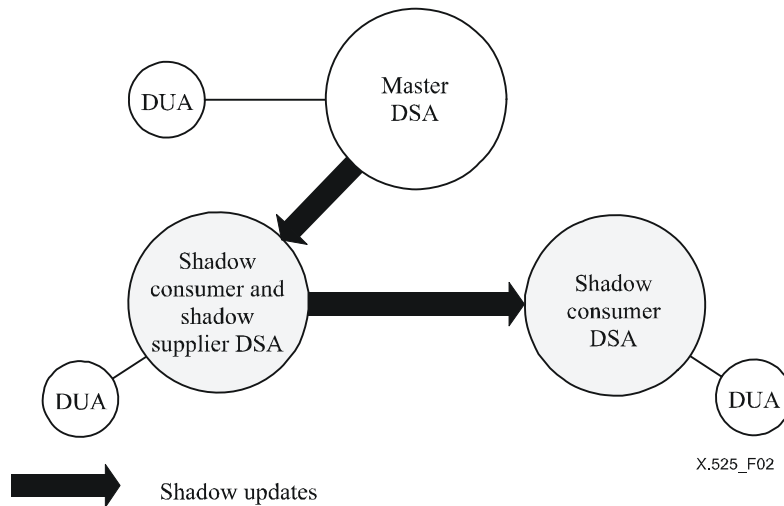 DUA
Master
DSA
Shadow
consumer and
shadow
supplier DSA
Shadow
consumer
DSA
DUA
DUA
X.525_F02
Shadow updates